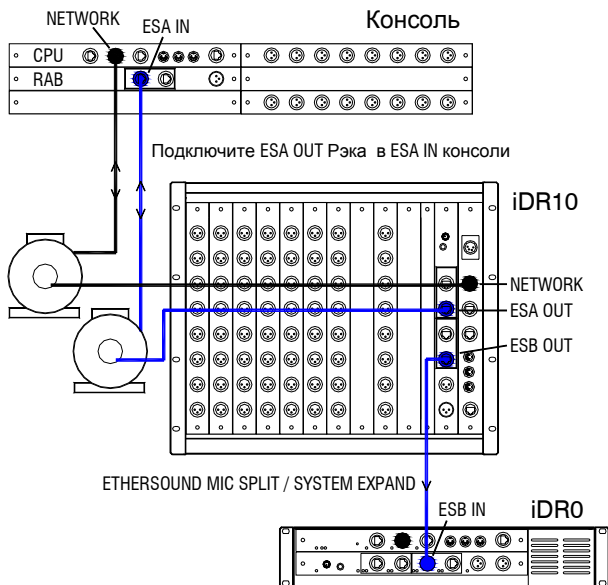 NETWORK
ESA IN
Консоль
CPU
RAB
Подключите ESA OUT Рэка в ESA IN консоли
iDR10
NETWORK
ESA OUT
ESB OUT
ETHERSOUND MIC SPLIT / SYSTEM EXPAND
ESB IN
iDR0